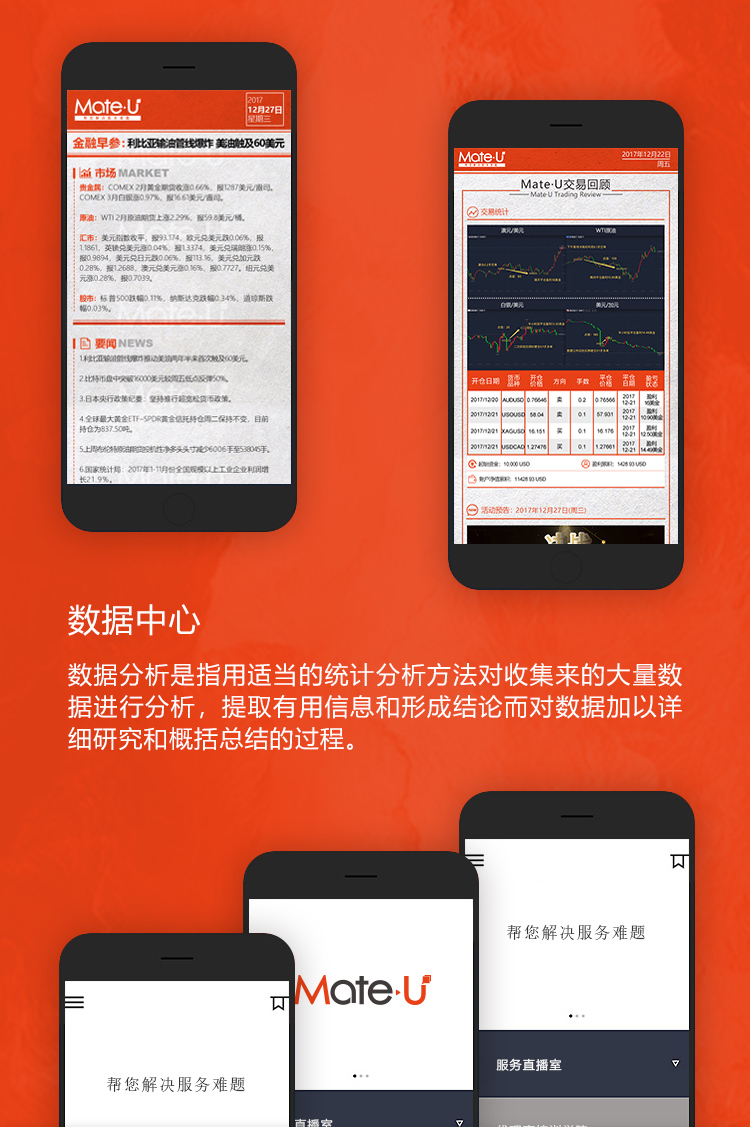 Mate·U
2017
12月27日
星期三
金融早参：利比亚输油管线爆炸 美油触及60美元
市场 MARKET
贵金属：COMEX 2月黄金期货收涨0.66%，报1287美元/盎司。
COMEX 3月白银涨0.97%，报16.61美元/盎司。
原油：WTI 2月原油期货上涨2.29%，报59.8美元/桶。
汇市：美元指数收平，报93.174，欧元兑美元跌0.06%，报
1.1861，英镑兑美元涨0.04%，报1.3374，美元兑瑞郎涨0.15%，
报0.9894，美元兑日元跌0.06%，报113.16，美元兑加元跌
0.28%，报1.2688，澳元兑美元涨0.16%，报0.7727，纽元兑美
元涨0.28%，报0.7039。
股市：标普500跌幅0.11%，纳斯达克跌幅0.34%，道琼斯跌
幅0.03%。
要闻 NEWS
1.利比亚输油管线爆炸推动美油两年半来首次触及60美元。
2.比特币盘中突破16000美元较周五低点反弹50%。
3.日本央行政策纪要：坚持推行超宽松货币政策。
4.全球最大黄金ETF-SPDR黄金信托持仓周二保持不变，目前
持仓为837.50吨。
5.上周布伦特原油期货投机性净多头头寸减少6006手至538045手。
6.国家统计局：2017年1-11月份全国规模以上工业企业利润增
长21.9%。
Mate·U
2017年12月22日
周五
Mate·U交易回顾
Mate·U Trading Review
交易统计
澳元/美元
WTI原油
白银/美元
美元/加元
开仓日期 货币品种 开仓价格 方向 手数 平仓价格 平仓日期 盈亏状态
2017/12/20 AUDUSD 0.76646 卖 0.2 0.76566 2017 12-21 盈利 16美金
2017/12/21 USOUSD 58.04 卖 0.1 57.931 2017 12-21 盈利 10.90美金
2017/12/21 XAGUSD 16.151 买 0.1 16.176 2017 12-21 盈利 12.50美金
2017/12/21 USDCAD 1.27476 买 0.1 1.27661 2017 12-21 盈利 14.49美金
起始资金：10.000 USD
盈利累积：1428.93 USD
账户净值累积：11428.93 USD
活动预告：2017年12月27日(周三)
数据中心
数据分析是指用适当的统计分析方法对收集来的大量数
据进行分析，提取有用信息和形成结论而对数据加以详
细研究和概括总结的过程。
帮您解决服务难题
服务直播室
Mate·U
直播室
帮您解决服务难题